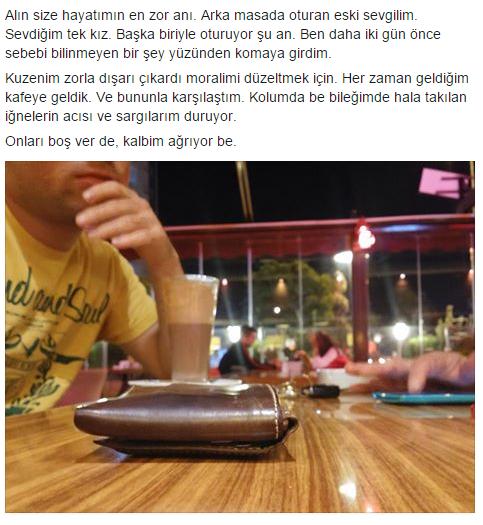 Alın size hayatımın en zor anı. Arka masada oturan eski sevgilim.
Sevdiğim tek kız. Başka biriyle oturuyor şu an. Ben daha iki gün önce
sebebi bilinmeyen bir şey yüzünden komaya girdim.
Kuzenim zorla dışarı çıkardı moralimi düzeltmek için. Her zaman geldiğim
kafeye geldik. Ve bununla karşılaştım. Kolumda be bileğimde hala takılan
iğnelerin acısı ve sargılarım duruyor.
Onları boş ver de, kalbim ağrıyor be.
and Soul